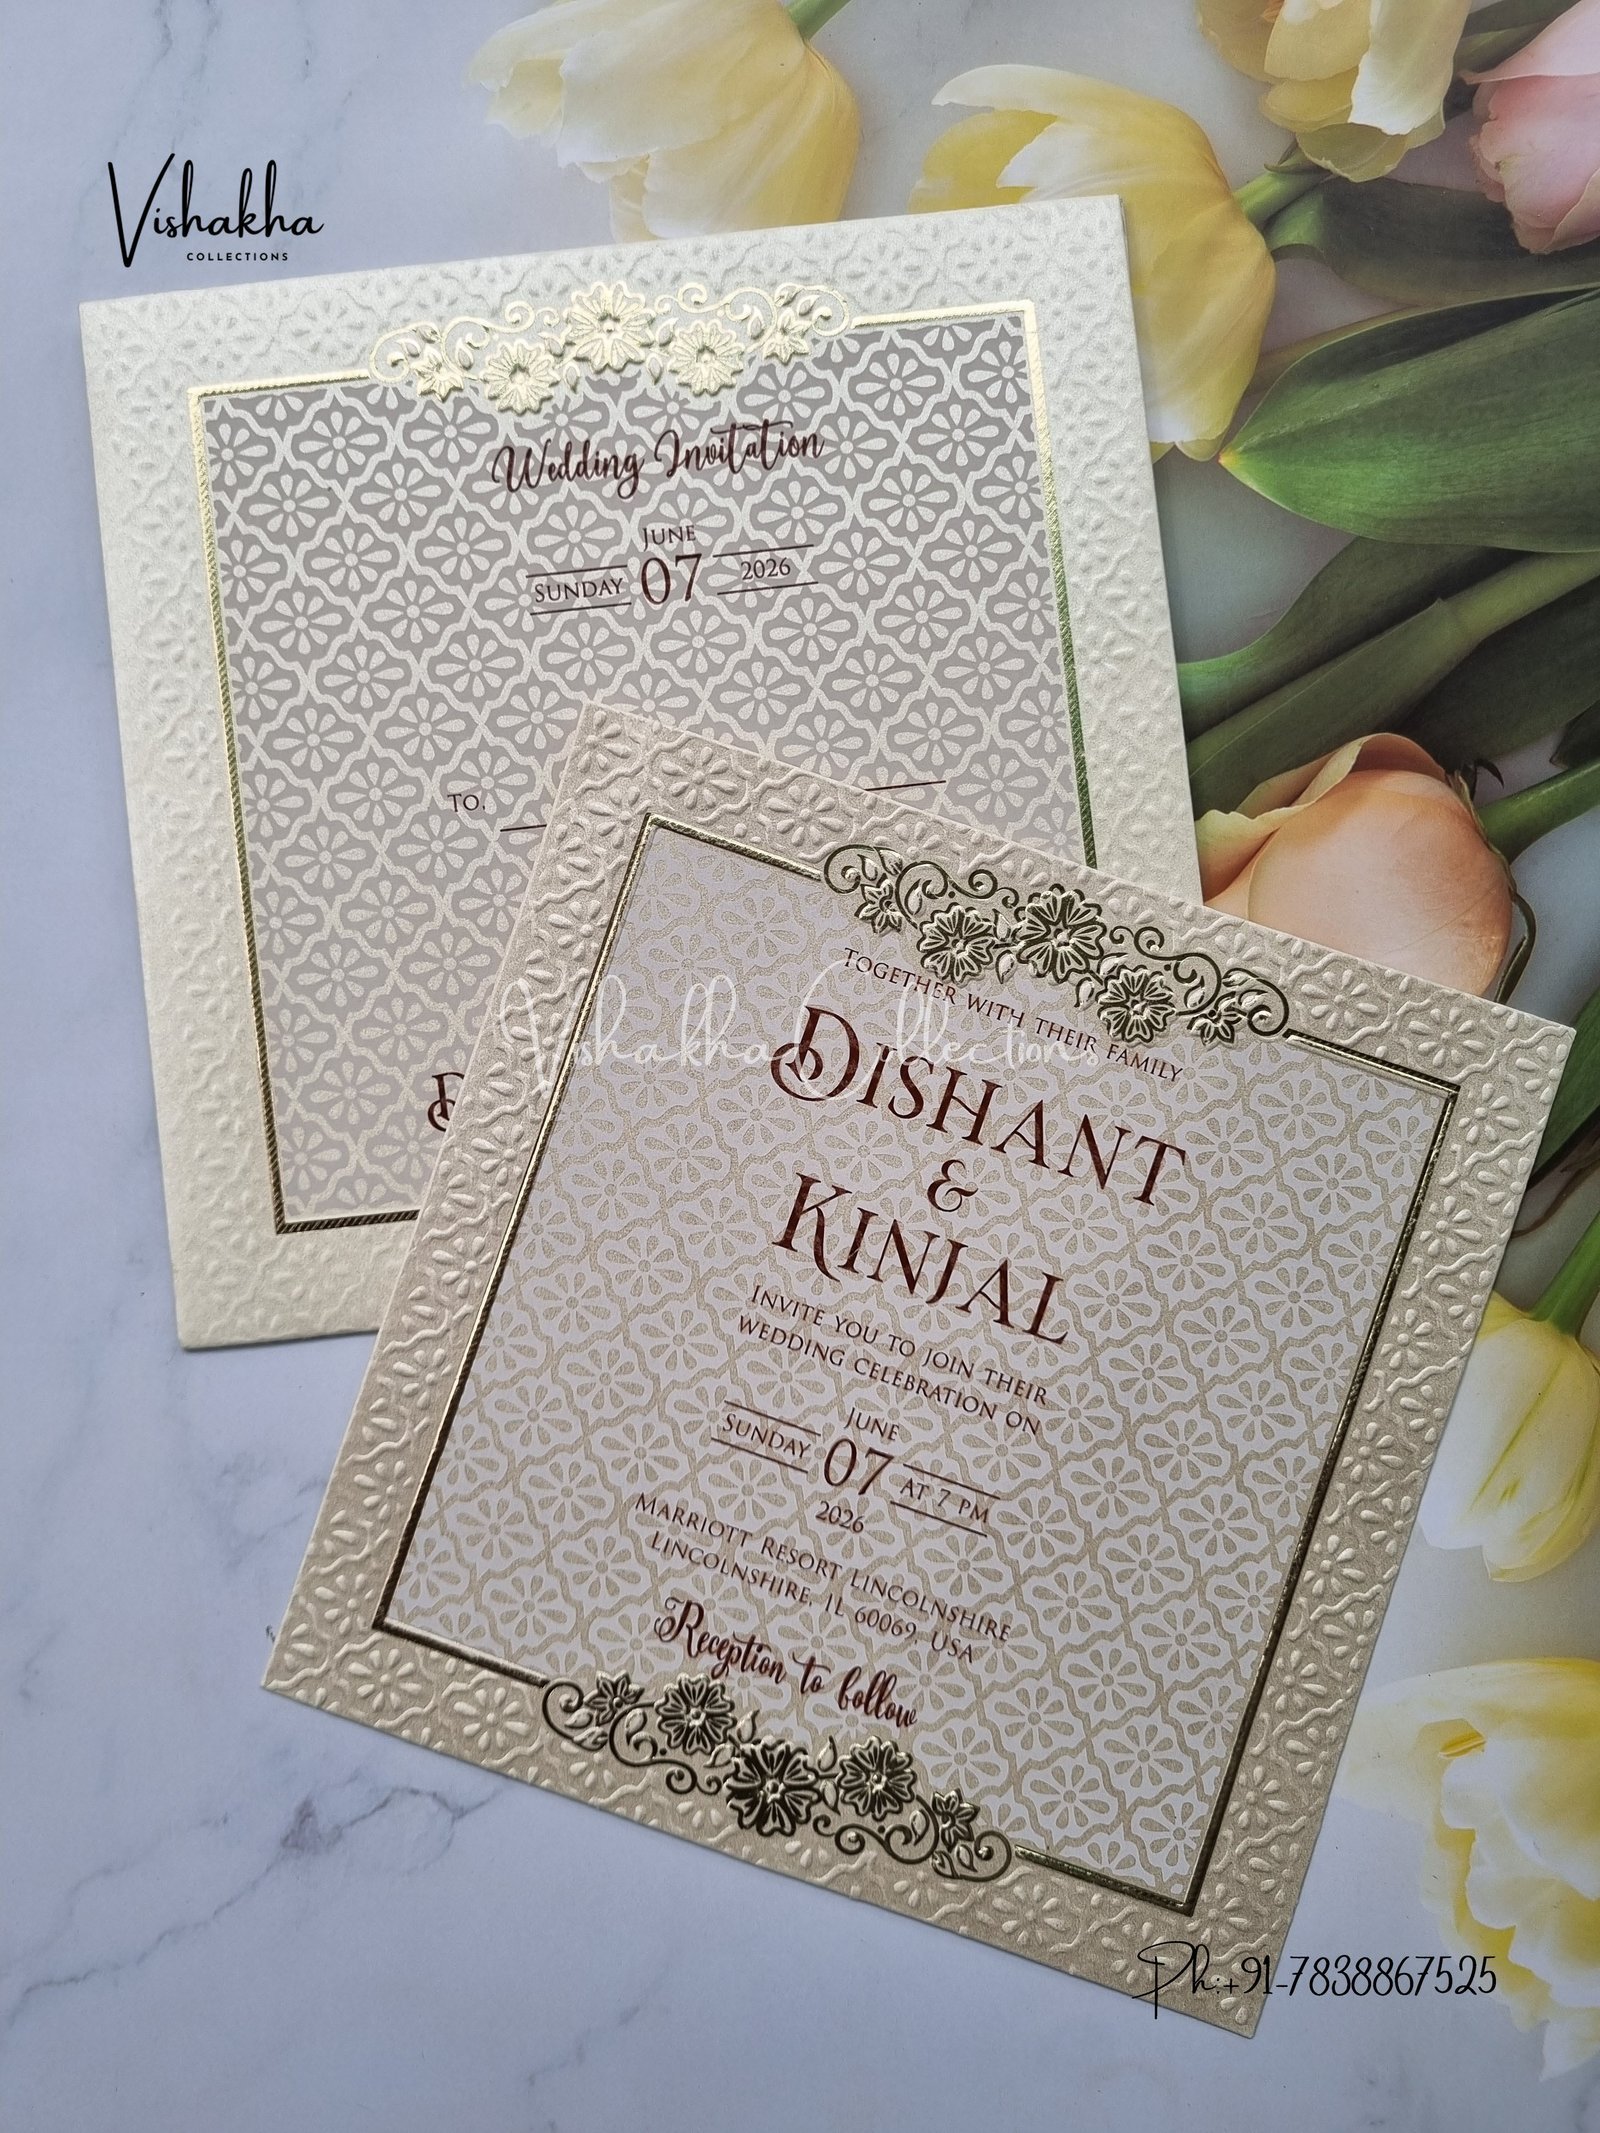 Vishakha
COLLECTIONS
Wedding Invitation
JUNE
SUNDAY 07 2026
TO,
D
Vishakha Collections
TOGETHER WITH THEIR FAMILY
DISHANT
&
KINJAL
INVITE YOU TO JOIN THEIR
WEDDING CELEBRATION ON
JUNE
SUNDAY 07 AT 7 PM
2026
MARRIOTT RESORT LINCOLNSHIRE
LINCOLNSHIRE, IL 60069, USA
Reception to follow
Ph:+91-7838867525